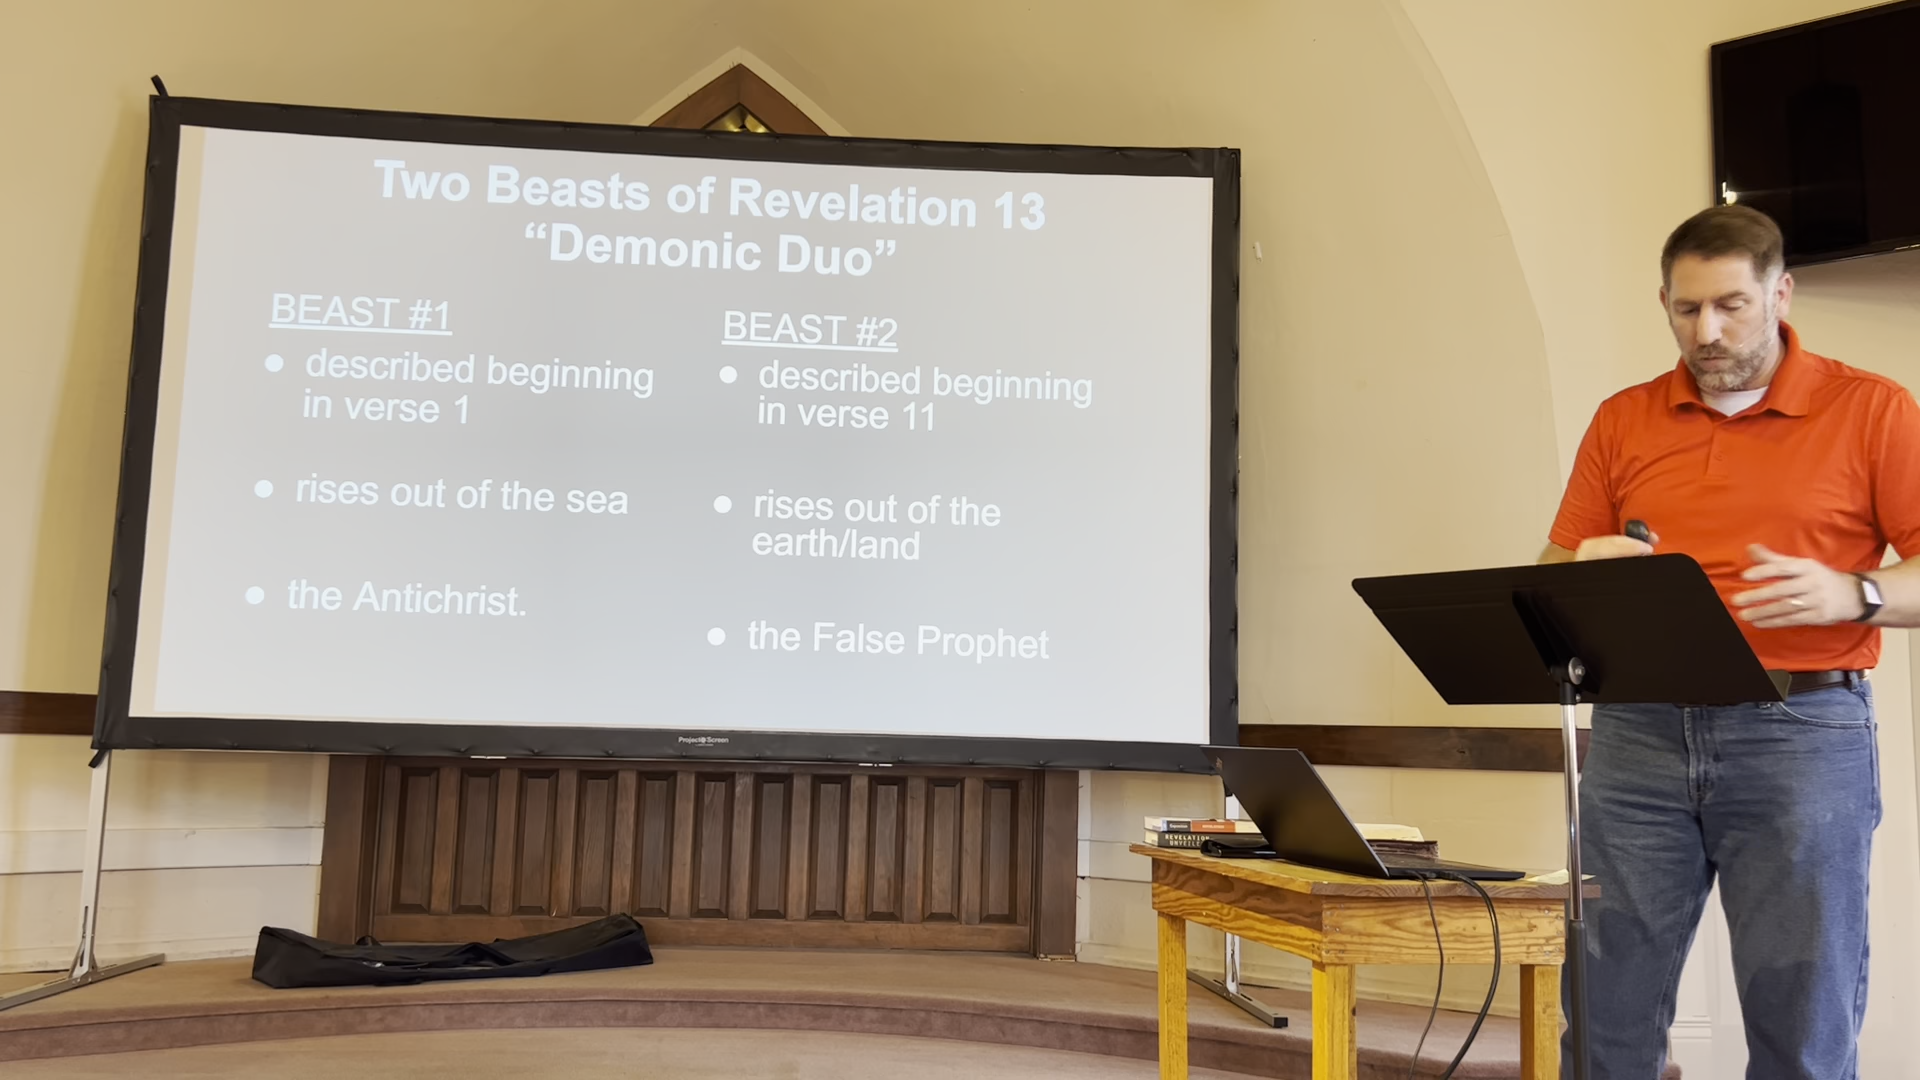 Two Beasts of Revelation 13
“Demonic Duo”
BEAST #1
● described beginning
in verse 1
● rises out of the sea
● the Antichrist.
BEAST #2
● described beginning
in verse 11
● rises out of the
earth/land
● the False Prophet
Project Screen
REVELATION
REVELATION
UNVEILED